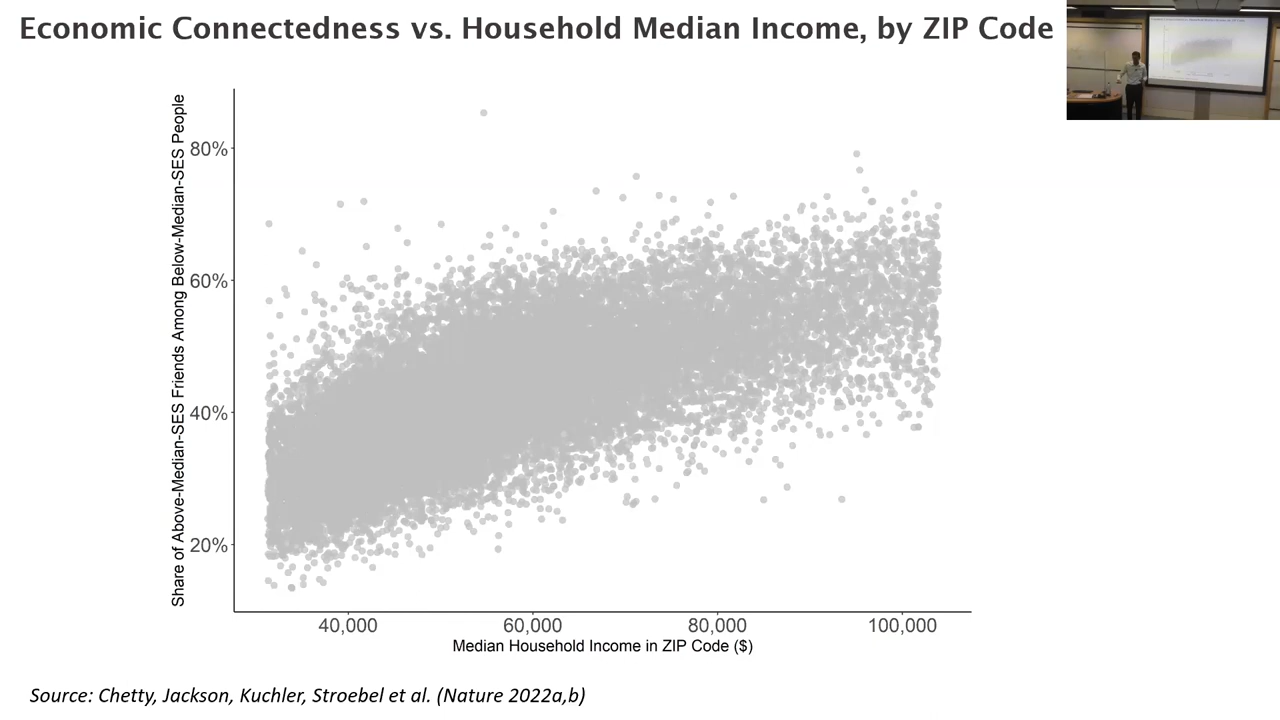 Economic Connectedness vs. Household Median Income, by ZIP Code
Share of Above-Median-SES Friends Among Below-Median-SES People
80%
60%
40%
20%
40,000 60,000 80,000 100,000
Median Household Income in ZIP Code ($)
Source: Chetty, Jackson, Kuchler, Stroebel et al. (Nature 2022a,b)